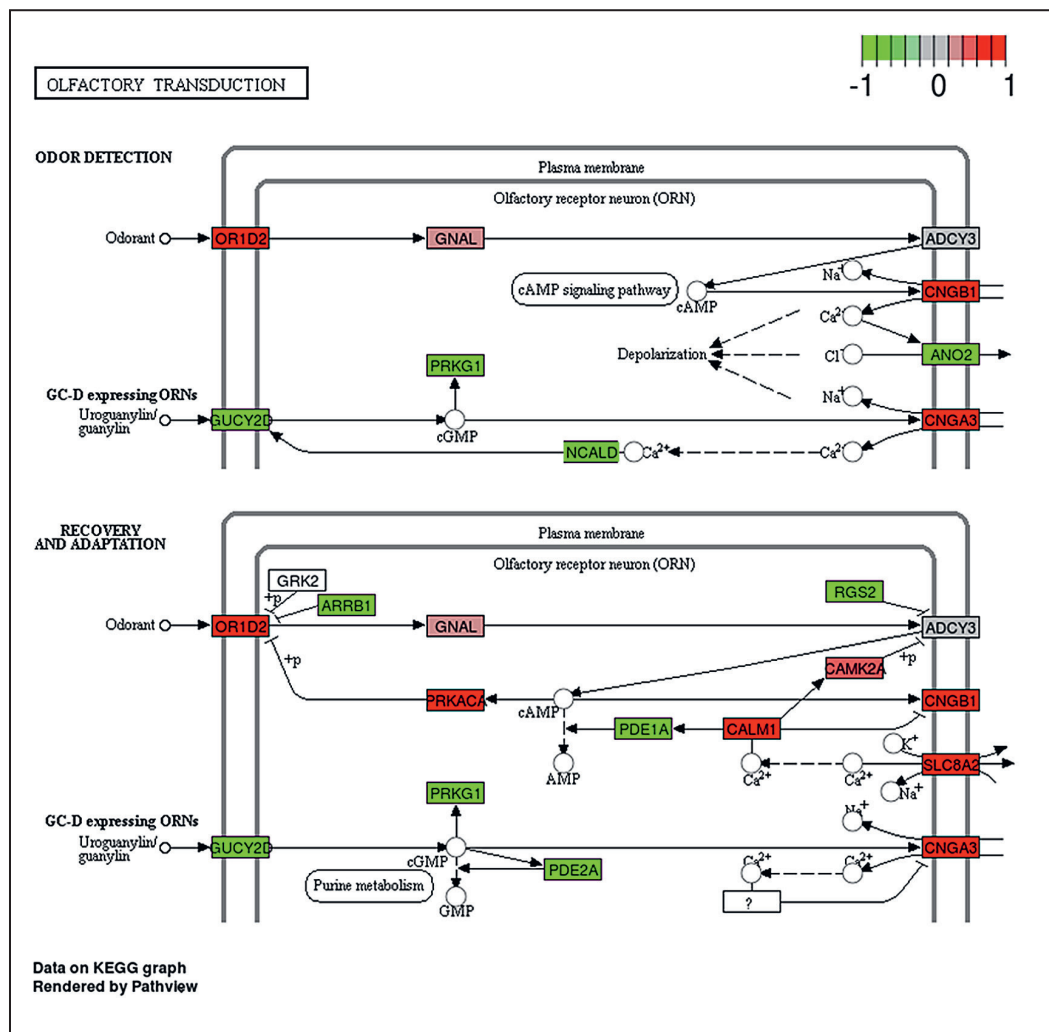 -1 0 1
OLFACTORY TRANSDUCTION
ODOR DETECTION
Plasma membrane
Olfactory receptor neuron (ORN)
Odorant
OR1D2
GNAL
ADCY3
Na+
cAMP signaling pathway
cAMP
CNGB1
Ca2+
Depolarization
Cl-
ANO2
PRKG1
GC-D expressing ORNs
Uroguanylin/
guanylin
GUCY2D
cGMP
Na+
CNGA3
NCALD
Ca2+
Ca2+
RECOVERY
AND ADAPTATION
Plasma membrane
Olfactory receptor neuron (ORN)
GRK2
+p
ARRB1
RGS2
Odorant
OR1D2
GNAL
ADCY3
+p
CAMK2A
+p
PRKACA
cAMP
CNGB1
PDE1A
CALM1
K+
AMP
Ca2+
Ca2+
SLC8A2
Na+
PRKG1
GC-D expressing ORNs
Uroguanylin/
guanylin
GUCY2D
cGMP
Na+
CNGA3
PDE2A
Ca2+
Ca2+
Purine metabolism
GMP
?
Data on KEGG graph
Rendered by Pathview